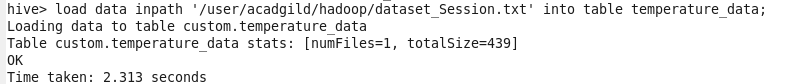 hive> load data inpath '/user/acadgild/hadoop/dataset_Session.txt' into table temperature_data;
Loading data to table custom.temperature_data
Table custom.temperature_data stats: [numFiles=1, totalSize=439]
OK
Time taken: 2.313 seconds